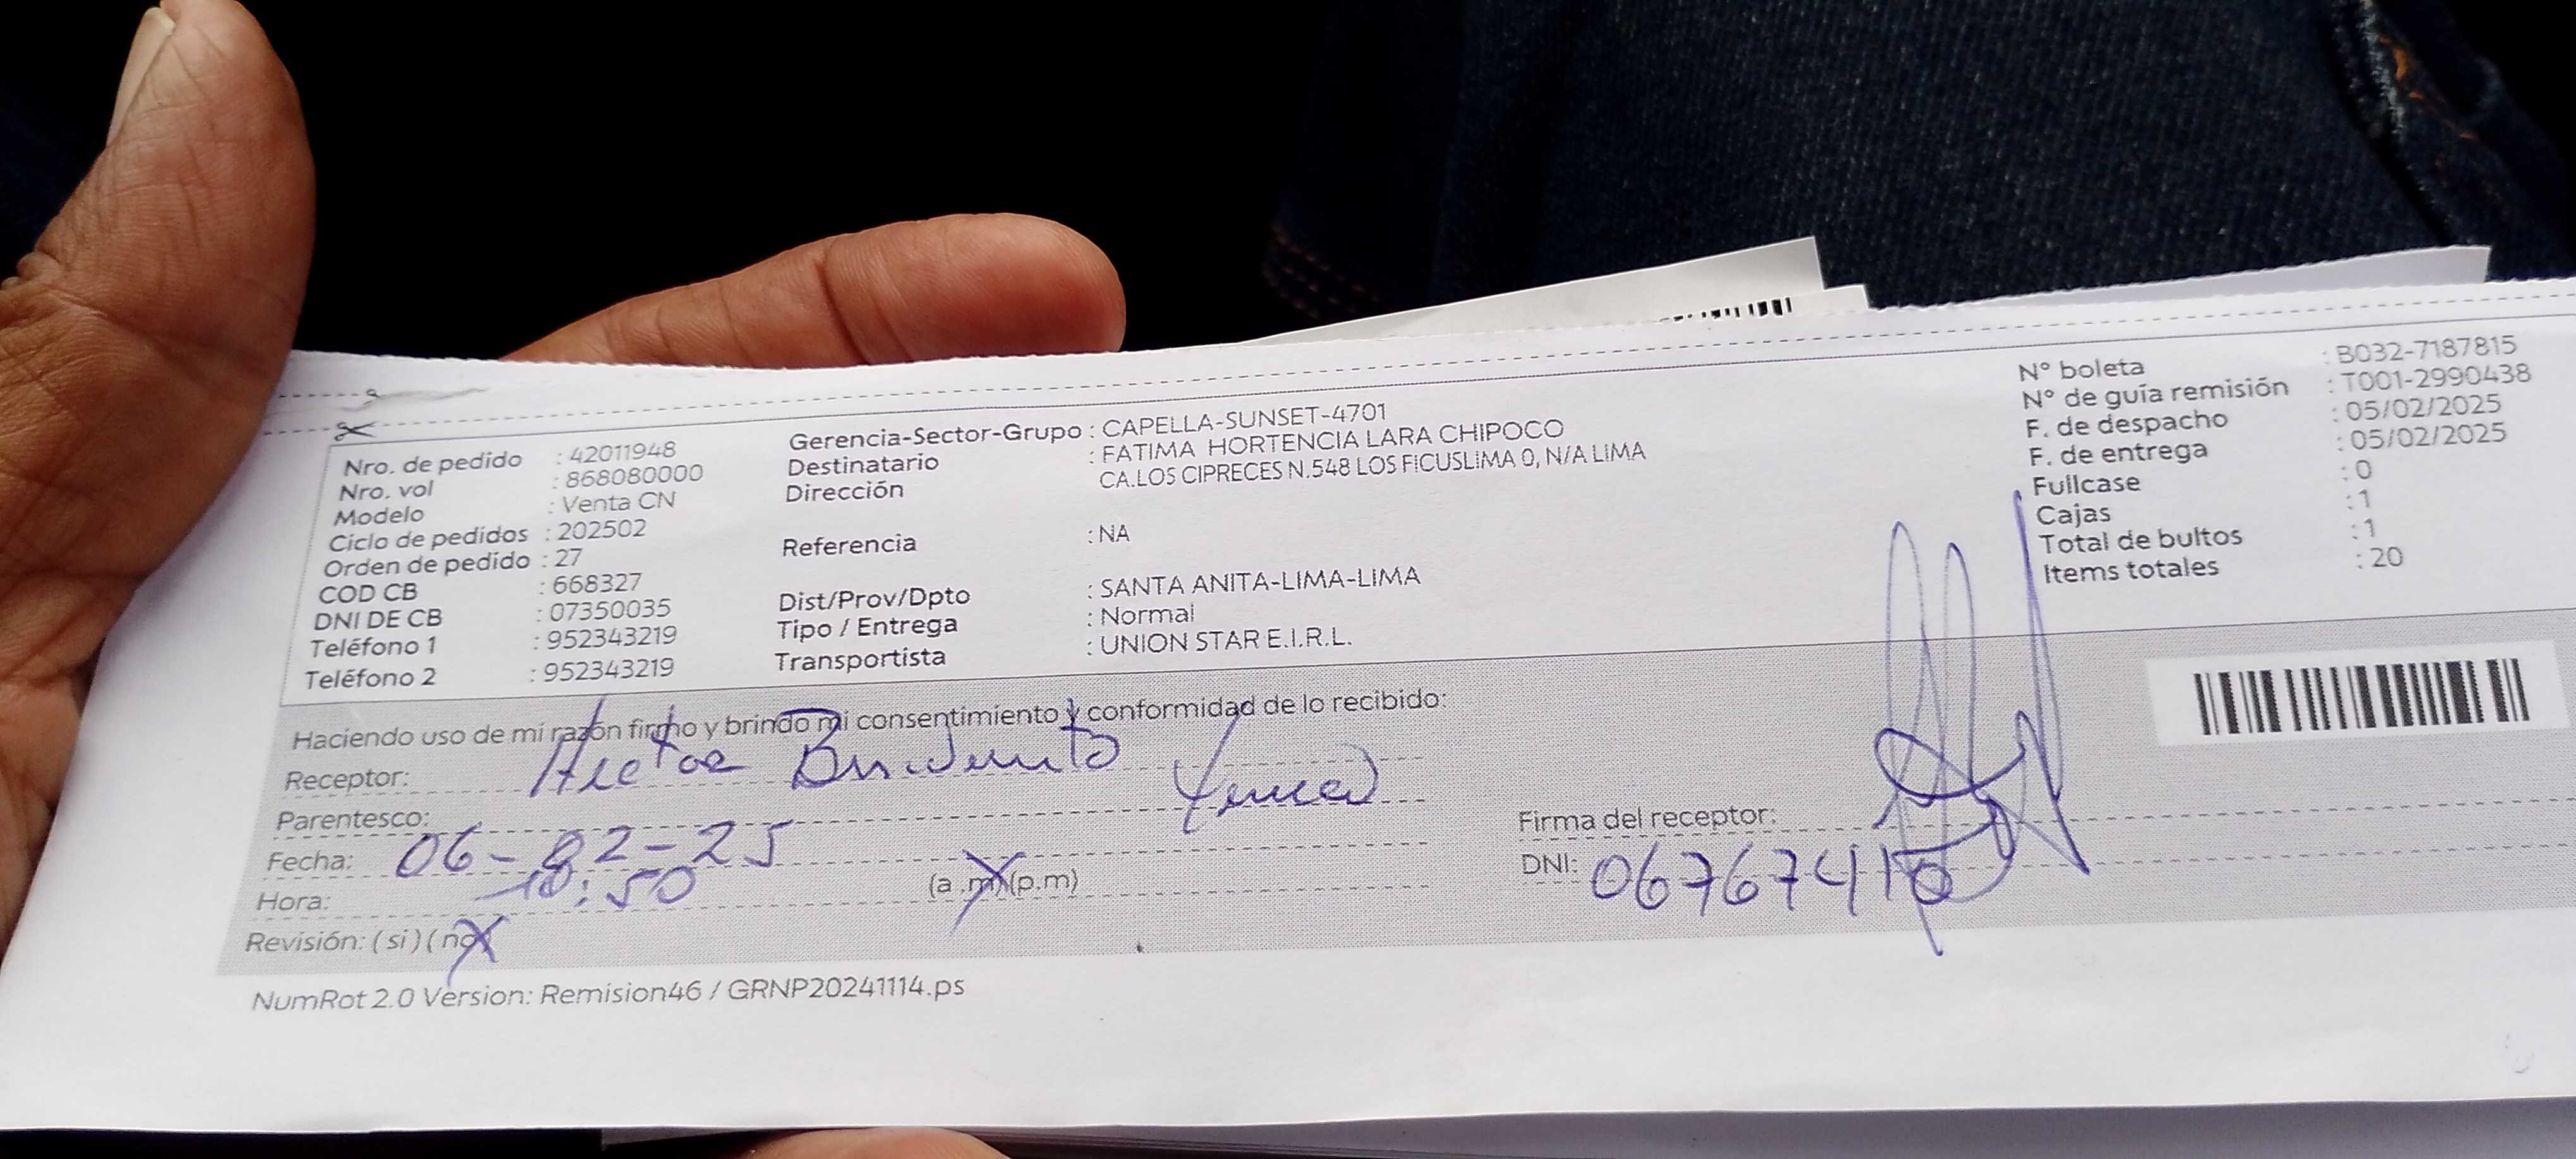 Nro. de pedido : 42011948
Nro. vol : 868080000
Modelo : Venta CN
Ciclo de pedidos : 202502
Orden de pedido : 27
COD CB : 668327
DNI DE CB : 07350035
Teléfono 1 : 952343219
Teléfono 2 : 952343219
Gerencia-Sector-Grupo : CAPELLA-SUNSET-4701
Destinatario : FATIMA HORTENCIA LARA CHIPOCO
Dirección CA.LOS CIPRECES N.548 LOS FICUSLIMA 0, N/A LIMA
Referencia : NA
Dist/Prov/Dpto : SANTA ANITA-LIMA-LIMA
Tipo / Entrega : Normal
Transportista : UNION STAR E.I.R.L.
N° boleta : B032-7187815
N° de guía remisión : T001-2990438
F. de despacho : 05/02/2025
F. de entrega : 05/02/2025
Fullcase : 0
Cajas : 1
Total de bultos : 1
Items totales : 20
Haciendo uso de mi razón firmo y brindo mi consentimiento y conformidad de lo recibido:
Receptor: Hector
Parentesco:
Fecha: 06-02-25
Hora: 10:50 (a.m)(p.m)
Revisión: (si) (no)
Firma del receptor:
DNI:
NumRot 2.0 Version: Remision46 / GRNP20241114.ps